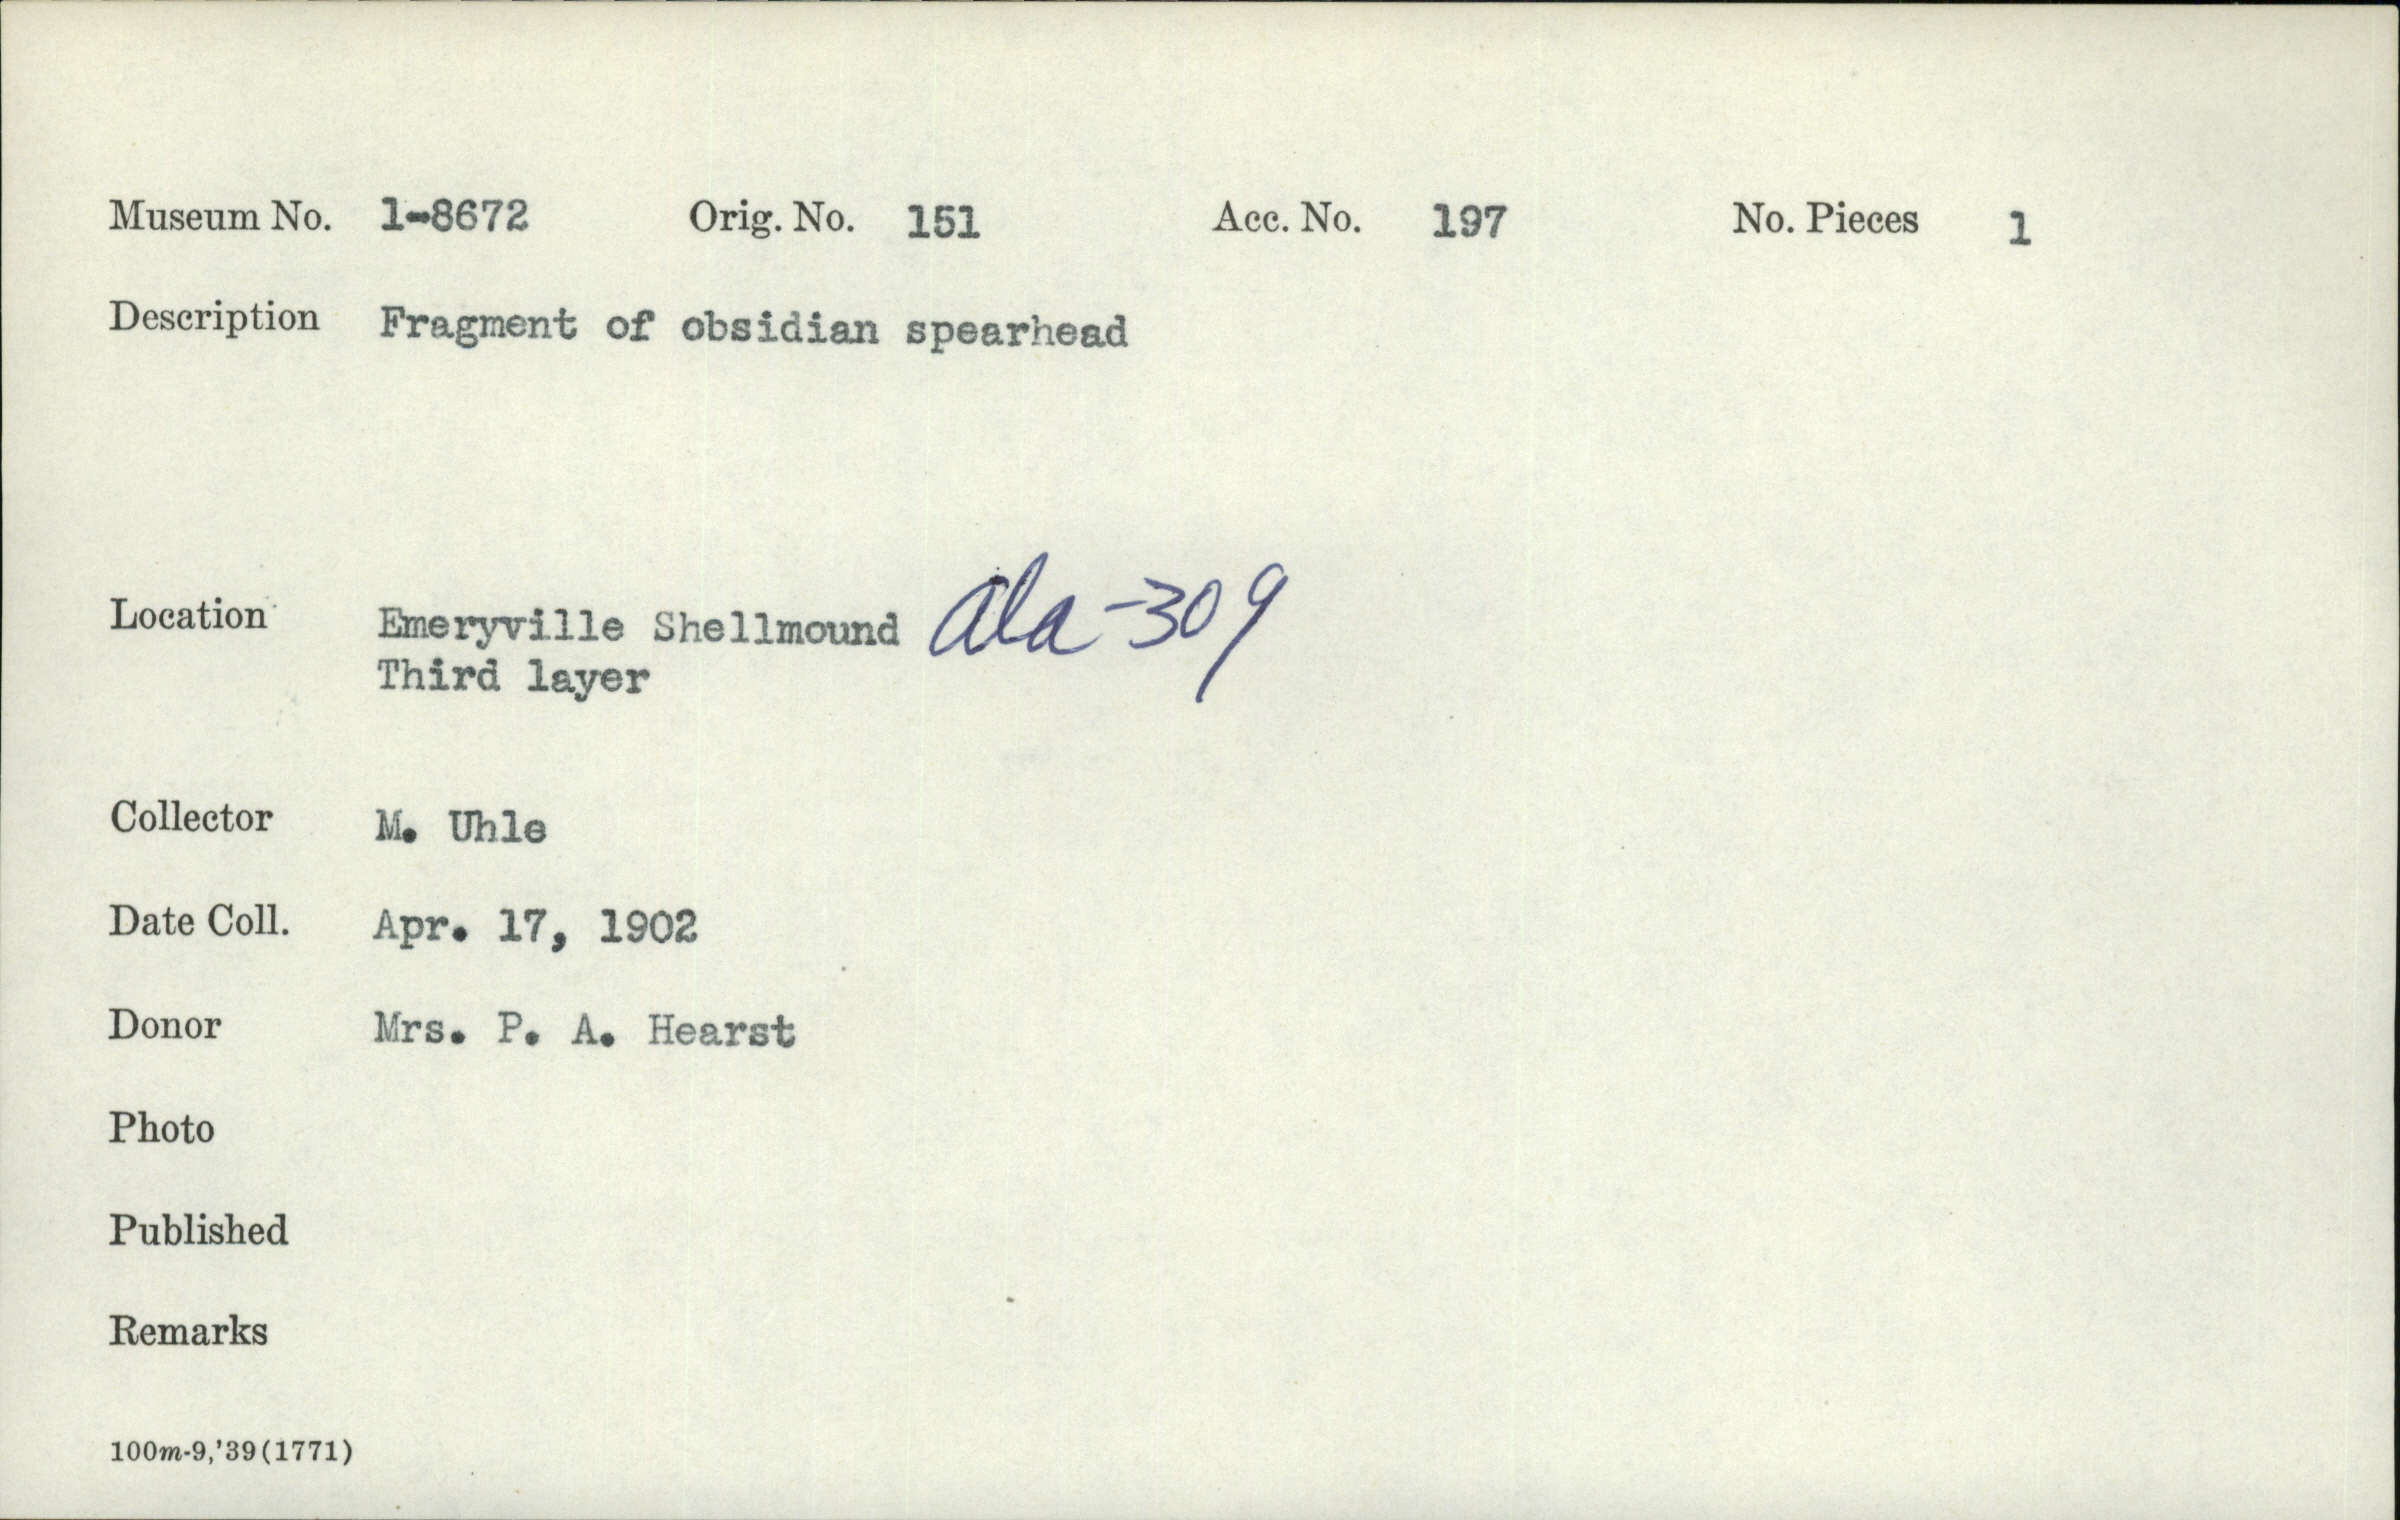 Museum No. 1-8672 Orig. No. 151 Acc. No. 197 No. Pieces 1
Description Fragment of obsidian spearhead
Location Emeryville Shellmound Ala-309
Third layer
Collector M. Uhle
Date Coll. Apr. 17, 1902
Donor Mrs. P. A. Hearst
Photo
Published
Remarks
100m-9,'39(1771)